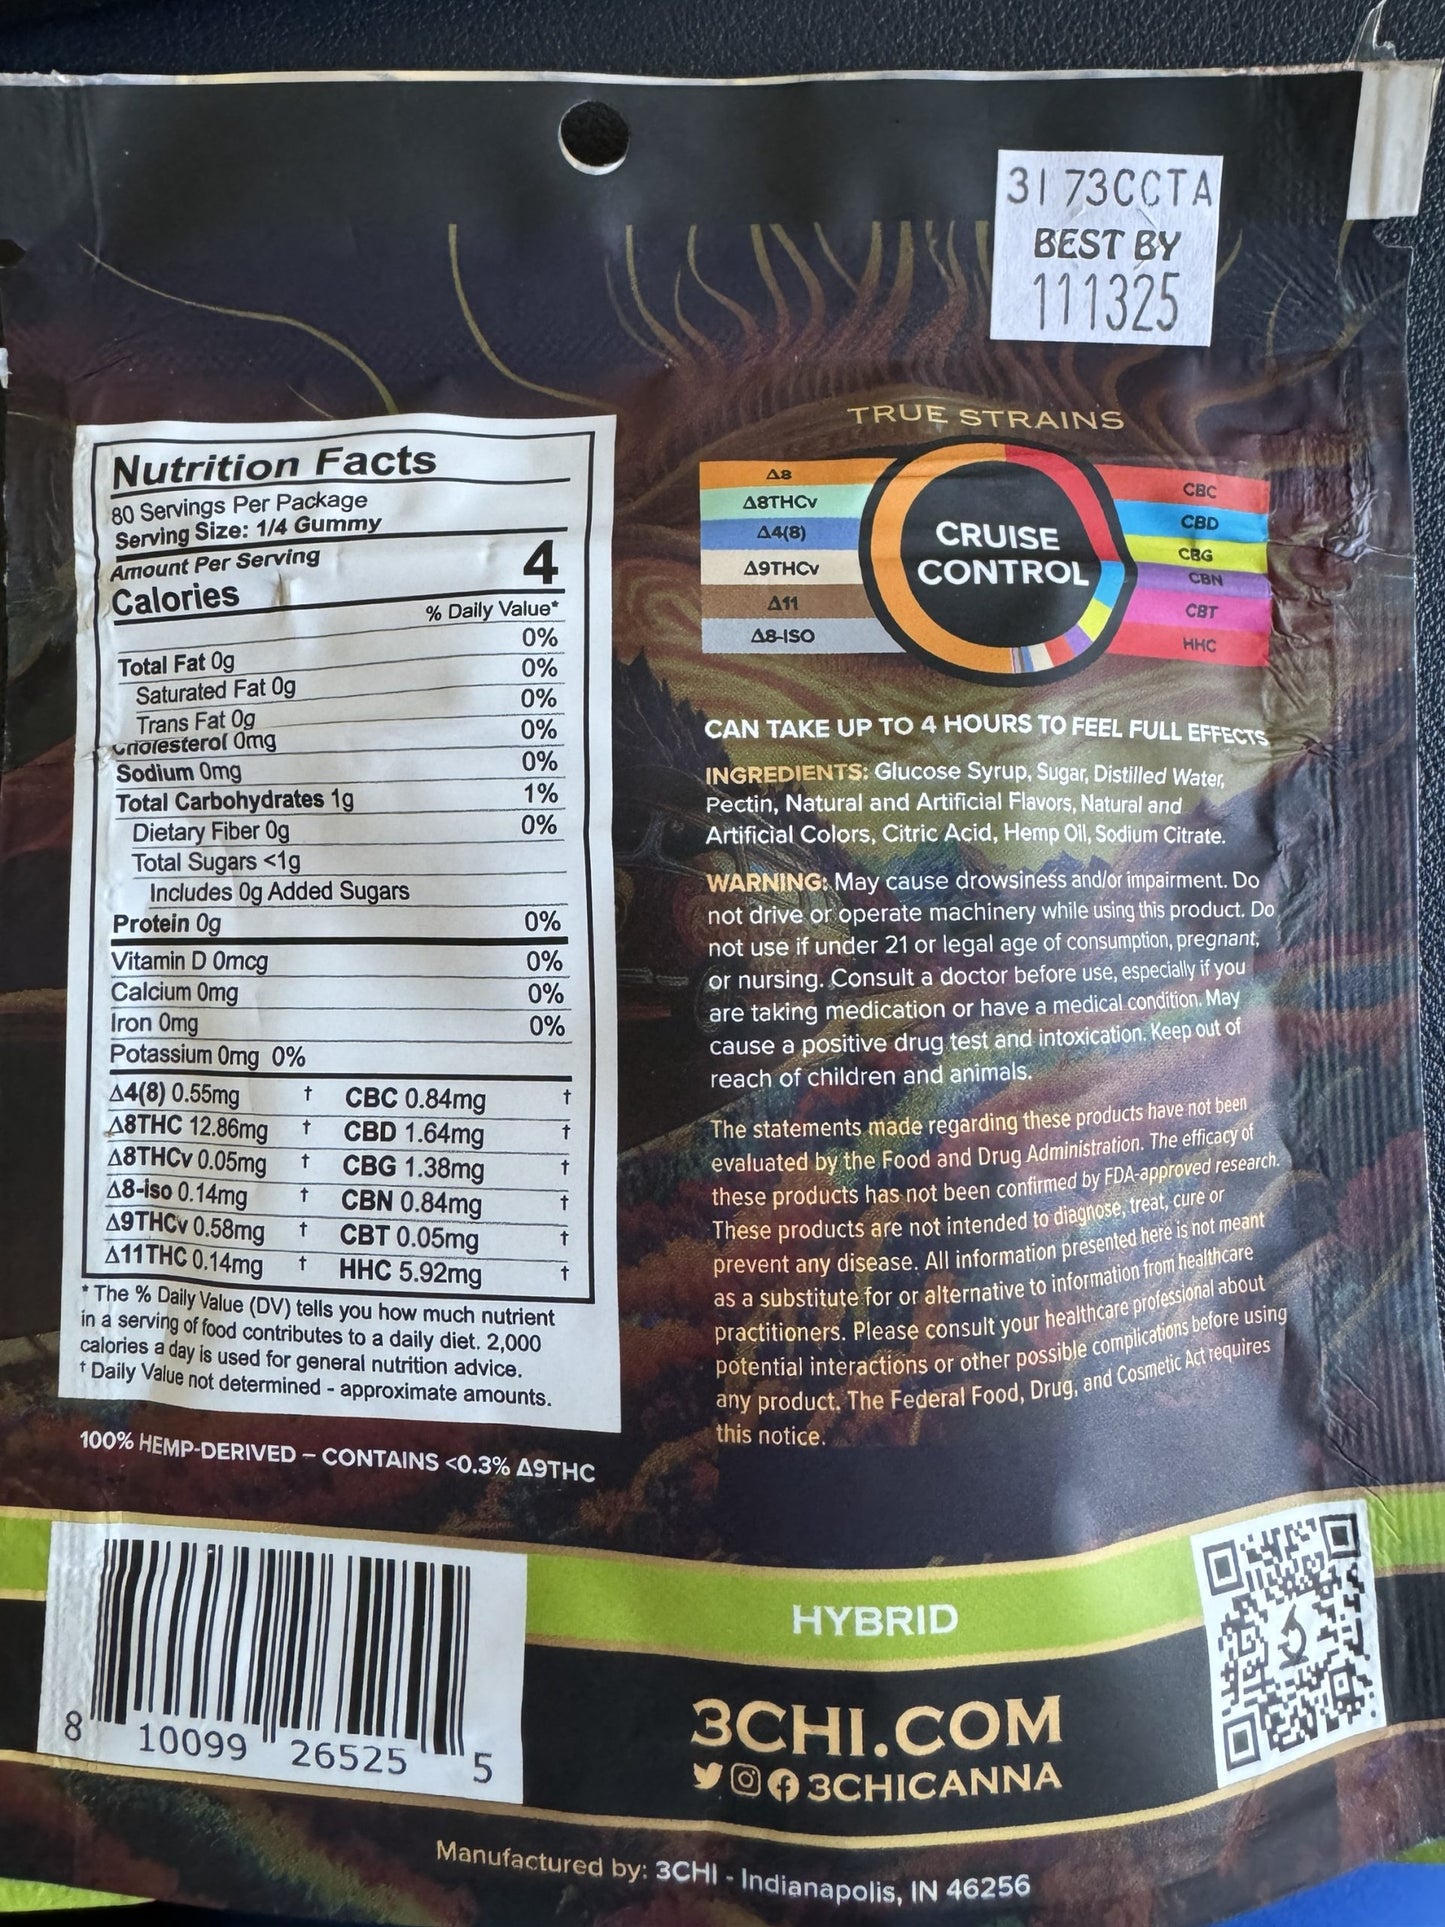 3173CCTA
BEST BY
111325
Nutrition Facts
80 Servings Per Package
Serving Size: 1/4 Gummy
Amount Per Serving
Calories 4
% Daily Value*
0%
Total Fat 0g 0%
Saturated Fat 0g 0%
Trans Fat 0g 0%
Cholesterol 0mg
Sodium 0mg 0%
Total Carbohydrates 1g 1%
Dietary Fiber 0g 0%
Total Sugars <1g
Includes 0g Added Sugars
Protein 0g 0%
Vitamin D 0mcg 0%
Calcium 0mg 0%
Iron 0mg 0%
Potassium 0mg 0%
Δ4(8) 0.55mg † CBC 0.84mg †
Δ8THC 12.86mg † CBD 1.64mg †
Δ8THCv 0.05mg † CBG 1.38mg †
Δ8-iso 0.14mg † CBN 0.84mg †
Δ9THCv 0.58mg † CBT 0.05mg †
Δ11THC 0.14mg † HHC 5.92mg †
* The % Daily Value (DV) tells you how much nutrient
in a serving of food contributes to a daily diet. 2,000
calories a day is used for general nutrition advice.
† Daily Value not determined - approximate amounts.
100% HEMP-DERIVED – CONTAINS <0.3% Δ9THC
TRUE STRAINS
Δ8
Δ8THCv
Δ4(8)
Δ9THCv
Δ11
Δ8-ISO
CRUISE
CONTROL
CBC
CBD
CBG
CBN
CBT
HHC
CAN TAKE UP TO 4 HOURS TO FEEL FULL EFFECTS
INGREDIENTS: Glucose Syrup, Sugar, Distilled Water,
Pectin, Natural and Artificial Flavors, Natural and
Artificial Colors, Citric Acid, Hemp Oil, Sodium Citrate.
WARNING: May cause drowsiness and/or impairment. Do
not drive or operate machinery while using this product. Do
not use if under 21 or legal age of consumption, pregnant,
or nursing. Consult a doctor before use, especially if you
are taking medication or have a medical condition. May
cause a positive drug test and intoxication. Keep out of
reach of children and animals.
The statements made regarding these products have not been
evaluated by the Food and Drug Administration. The efficacy of
these products has not been confirmed by FDA-approved research.
These products are not intended to diagnose, treat, cure or
prevent any disease. All information presented here is not meant
as a substitute for or alternative to information from healthcare
practitioners. Please consult your healthcare professional about
potential interactions or other possible complications before using
any product. The Federal Food, Drug, and Cosmetic Act requires
this notice.
8 10099 26525 5
HYBRID
3CHI.COM
3CHICANNA
Manufactured by: 3CHI - Indianapolis, IN 46256